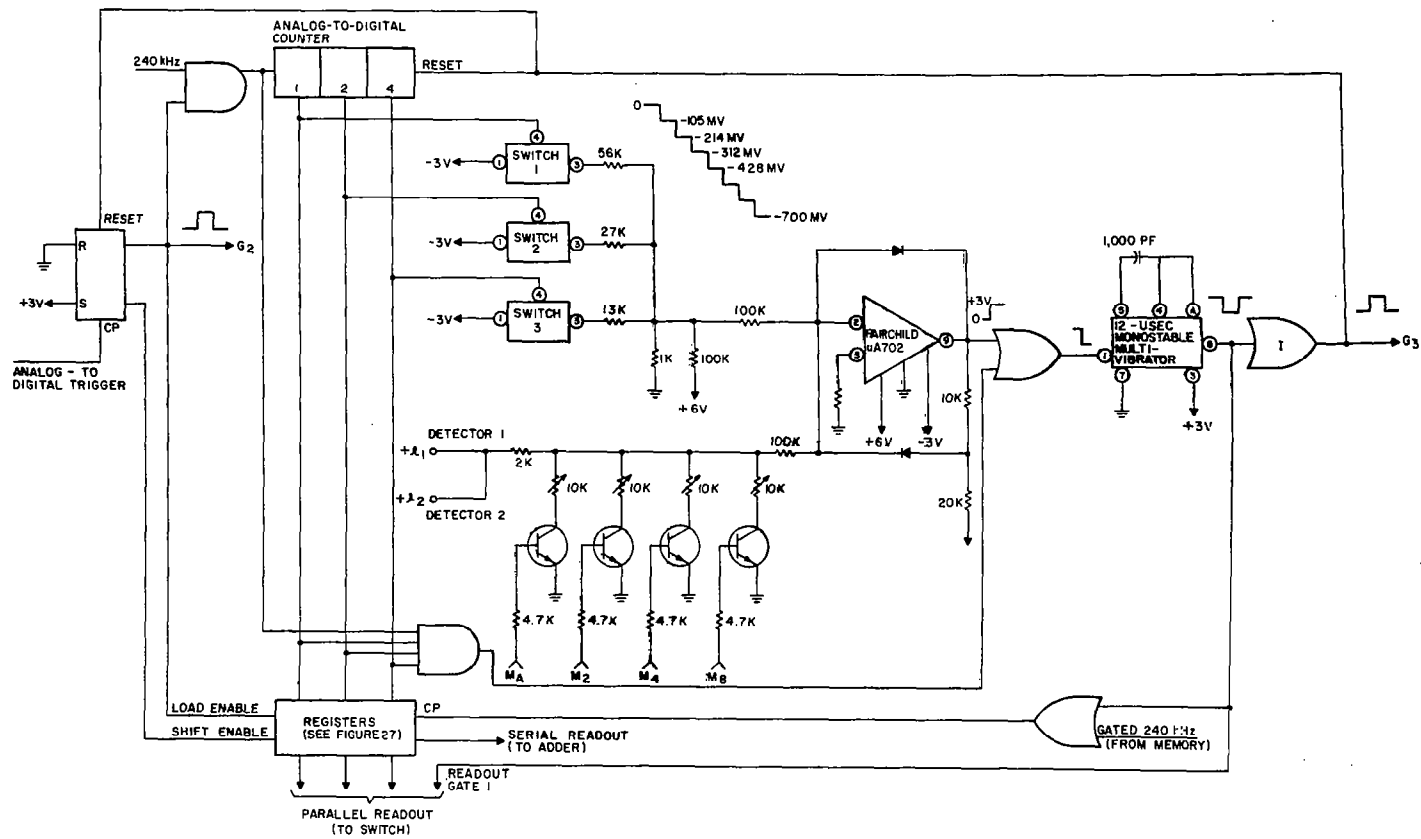 ANALOG-TO-DIGITAL
COUNTER
240 kHz
1
2
4
RESET
0
-105 MV
-214 MV
-312 MV
-428 MV
-700 MV
-3V
1
SWITCH
1
4
3
56K
-3V
1
SWITCH
2
4
3
27K
-3V
1
SWITCH
3
4
3
13K
RESET
R
S
CP
G2
+3V
ANALOG - TO
DIGITAL TRIGGER
1K
100K
+6V
100K
2
3
FAIRCHILD
uA702
9
+6V
-3V
+3V
0
10K
20K
1,000 PF
5
4
A
1
12-USEC
MONOSTABLE
MULTI-
VIBRATOR
7
3
+3V
I
G3
DETECTOR 1
+ℓ1
+ℓ2
DETECTOR 2
2K
100K
10K
10K
10K
10K
4.7K
4.7K
4.7K
4.7K
MA
M2
M4
M8
LOAD ENABLE
SHIFT ENABLE
REGISTERS
(SEE FIGURE 27)
CP
SERIAL READOUT
(TO ADDER)
GATED 240 kHz
(FROM MEMORY)
READOUT
GATE 1
PARALLEL READOUT
(TO SWITCH)